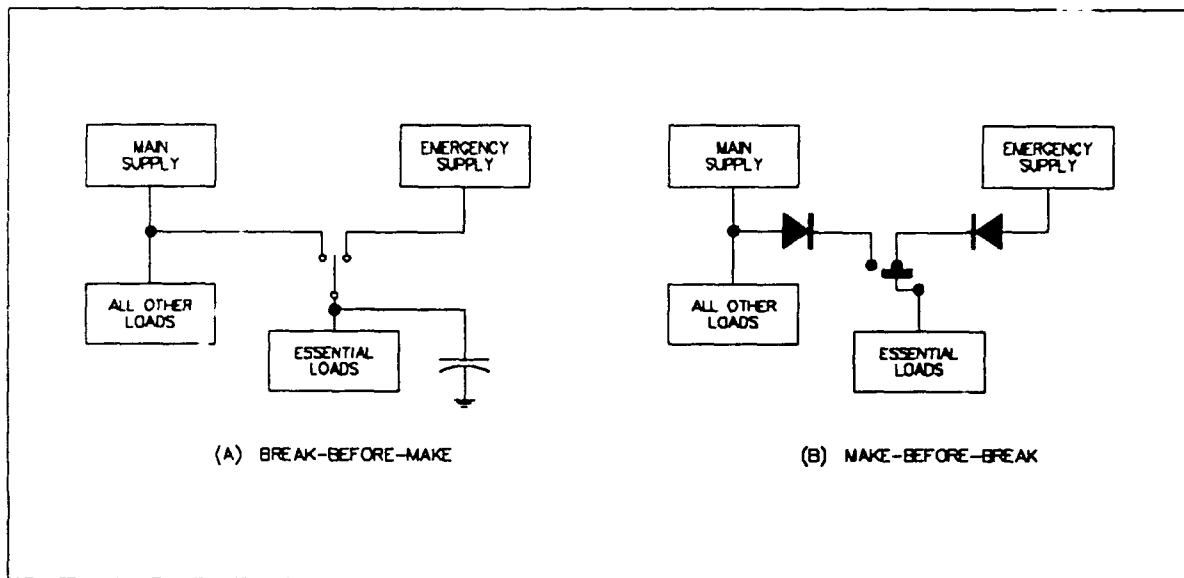 MAIN
SUPPLY
EMERGENCY
SUPPLY
ALL OTHER
LOADS
ESSENTIAL
LOADS
(A) BREAK-BEFORE-MAKE
MAIN
SUPPLY
EMERGENCY
SUPPLY
ALL OTHER
LOADS
ESSENTIAL
LOADS
(B) MAKE-BEFORE-BREAK